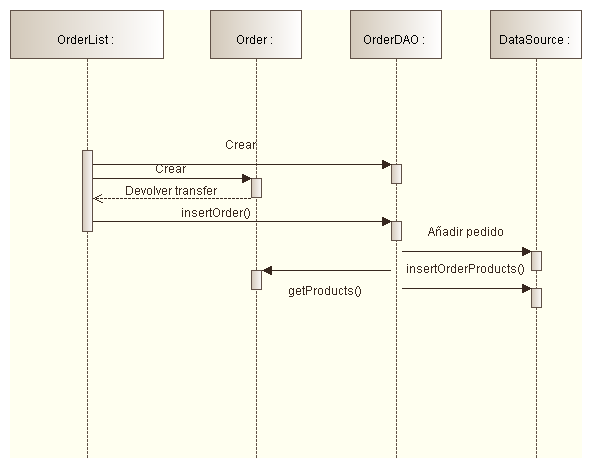 OrderList :
Order :
OrderDAO :
DataSource :
Crear
Crear
Devolver transfer
insertOrder()
Añadir pedido
insertOrderProducts()
getProducts()